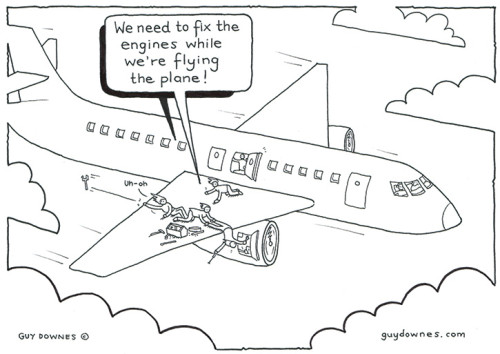 We need to fix the
engines while
we're flying
the plane!
Uh-oh
GUY DOWNES ©
guydownes.com